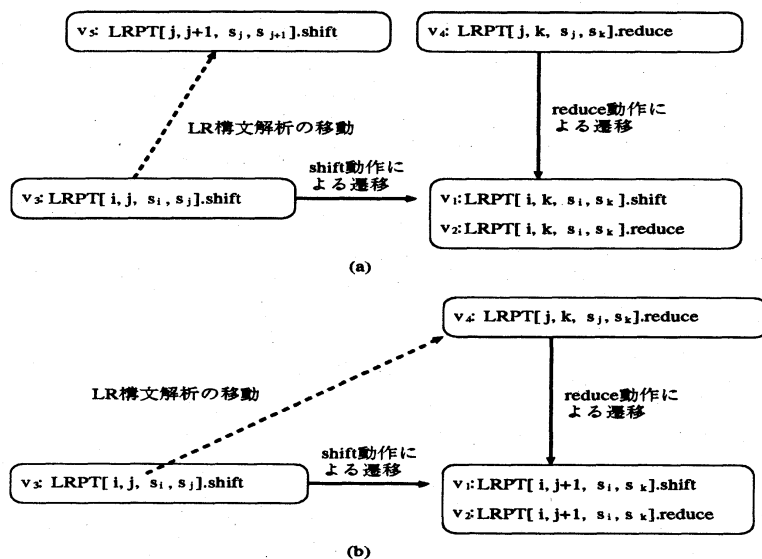 v₅: LRPT[ j, j+1, sⱼ, s ⱼ₊₁].shift
v₄: LRPT[ j, k, sⱼ, sₖ].reduce
LR構文解析の移動
reduce動作に
よる遷移
shift動作に
よる遷移
v₃: LRPT[ i, j, sᵢ , sⱼ].shift
v₁:LRPT[ i, k, sᵢ , sₖ ].shift
v₂:LRPT[ i, k, sᵢ , sₖ ].reduce
(a)
v₄: LRPT[ j, k, sⱼ, sₖ].reduce
LR構文解析の移動
reduce動作に
よる遷移
shift動作に
よる遷移
v₃: LRPT[ i, j, sᵢ , sⱼ].shift
v₁:LRPT[ i, j+1, sᵢ , s ₖ].shift
v₂:LRPT[ i, j+1, sᵢ , s ₖ].reduce
(b)